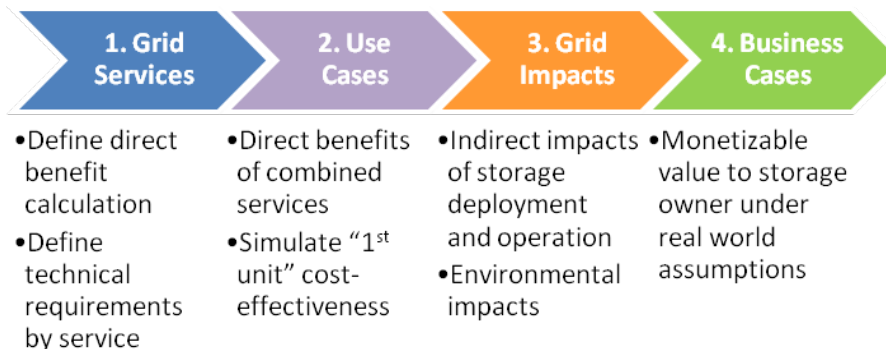 1. Grid
Services
2. Use
Cases
3. Grid
Impacts
4. Business
Cases
•Define direct
benefit
calculation
•Define
technical
requirements
by service
•Direct benefits
of combined
services
•Simulate “1st
unit” cost-
effectiveness
•Indirect impacts
of storage
deployment
and operation
•Environmental
impacts
•Monetizable
value to storage
owner under
real world
assumptions